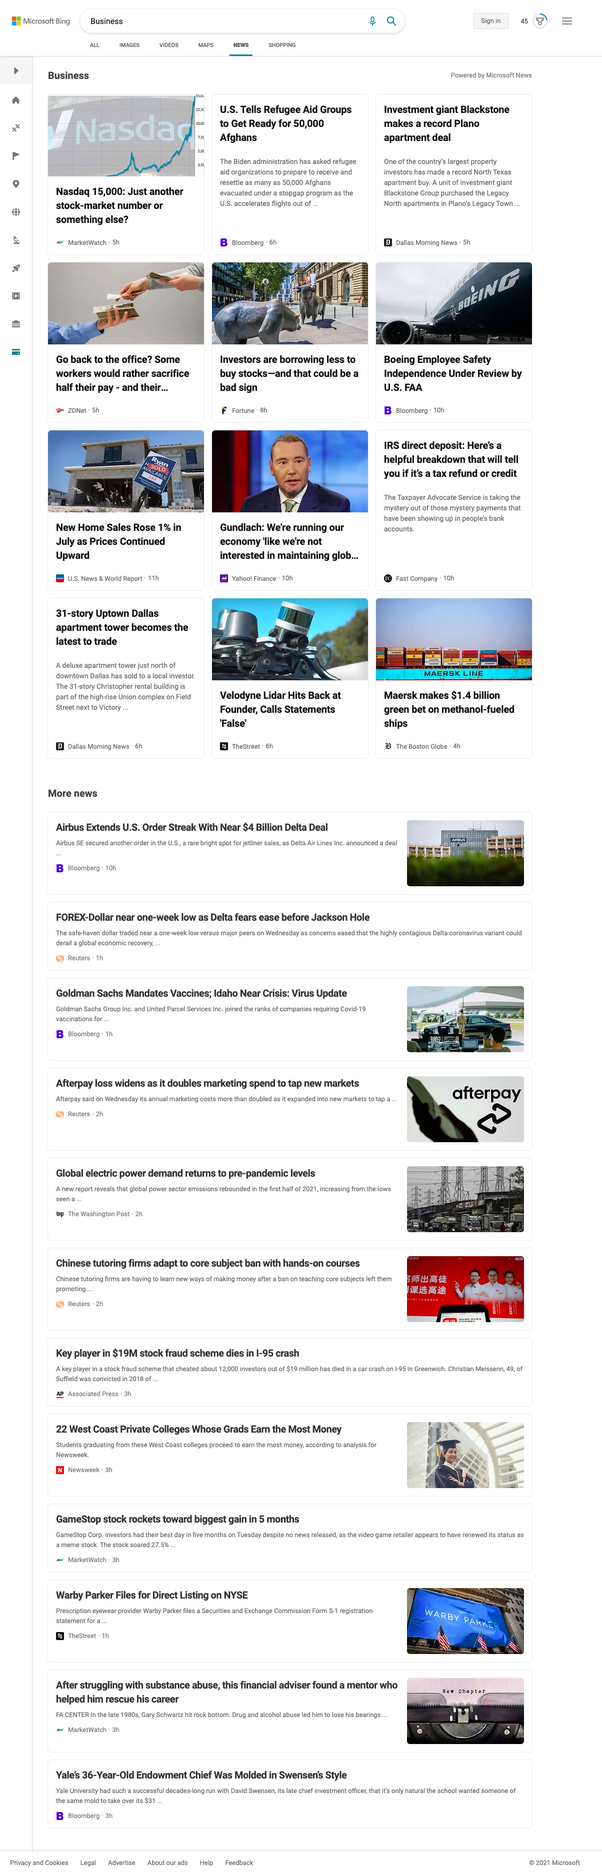 Microsoft Bing
Business
Sign in
45
ALL
IMAGES
VIDEOS
MAPS
NEWS
SHOPPING
Business
Powered by Microsoft News
Nasdaq
Nasdaq 15,000: Just another
stock-market number or
something else?
MarketWatch · 5h
U.S. Tells Refugee Aid Groups
to Get Ready for 50,000
Afghans
The Biden administration has asked refugee
aid organizations to prepare to receive and
resettle as many as 50,000 Afghans
evacuated under a stopgap program as the
U.S. accelerates flights out of ...
Bloomberg · 6h
Investment giant Blackstone
makes a record Plano
apartment deal
One of the country's largest property
investors has made a record North Texas
apartment buy. A unit of investment giant
Blackstone Group purchased the Legacy
North apartments in Plano's Legacy Town ...
Dallas Morning News · 5h
Go back to the office? Some
workers would rather sacrifice
half their pay - and their...
ZDNet · 5h
Investors are borrowing less to
buy stocks—and that could be a
bad sign
Fortune · 8h
BOEING
Boeing Employee Safety
Independence Under Review by
U.S. FAA
Bloomberg · 10h
Ryan
SOLD
New Home Sales Rose 1% in
July as Prices Continued
Upward
U.S. News & World Report · 11h
Gundlach: We're running our
economy 'like we're not
interested in maintaining glob...
Yahoo! Finance · 10h
IRS direct deposit: Here's a
helpful breakdown that will tell
you if it's a tax refund or credit
The Taxpayer Advocate Service is taking the
mystery out of those mystery payments that
have been showing up in people's bank
accounts.
Fast Company · 10h
31-story Uptown Dallas
apartment tower becomes the
latest to trade
A deluxe apartment tower just north of
downtown Dallas has sold to a local investor.
The 31-story Christopher rental building is
part of the high-rise Union complex on Field
Street next to Victory ...
Dallas Morning News · 6h
Velodyne Lidar Hits Back at
Founder, Calls Statements
'False'
TheStreet · 6h
MAERSK LINE
Maersk makes $1.4 billion
green bet on methanol-fueled
ships
The Boston Globe · 4h
More news
Airbus Extends U.S. Order Streak With Near $4 Billion Delta Deal
Airbus SE secured another order in the U.S., a rare bright spot for jetliner sales, as Delta Air Lines Inc. announced a deal
...
Bloomberg · 10h
AIRBUS
FOREX-Dollar near one-week low as Delta fears ease before Jackson Hole
The safe-haven dollar traded near a one-week low versus major peers on Wednesday as concerns eased that the highly contagious Delta coronavirus variant could
derail a global economic recovery, ...
Reuters · 1h
Goldman Sachs Mandates Vaccines; Idaho Near Crisis: Virus Update
Goldman Sachs Group Inc. and United Parcel Services Inc. joined the ranks of companies requiring Covid-19
vaccinations for ...
Bloomberg · 1h
Afterpay loss widens as it doubles marketing spend to tap new markets
Afterpay said on Wednesday its annual marketing costs more than doubled as it expanded into new markets to tap a ...
Reuters · 2h
afterpay
Global electric power demand returns to pre-pandemic levels
A new report reveals that global power sector emissions rebounded in the first half of 2021, increasing from the lows
seen a ...
wp The Washington Post · 2h
Chinese tutoring firms adapt to core subject ban with hands-on courses
Chinese tutoring firms are having to learn new ways of making money after a ban on teaching core subjects left them
promoting ...
Reuters · 2h
名师出高徒
网课选高途
Key player in $19M stock fraud scheme dies in I-95 crash
A key player in a stock fraud scheme that cheated about 12,000 investors out of $19 million has died in a car crash on I-95 in Greenwich. Christian Meissenn, 49, of
Suffield was convicted in 2018 of ...
AP Associated Press · 3h
22 West Coast Private Colleges Whose Grads Earn the Most Money
Students graduating from these West Coast colleges proceed to earn the most money, according to analysis for
Newsweek.
N Newsweek · 3h
GameStop stock rockets toward biggest gain in 5 months
GameStop Corp. investors had their best day in five months on Tuesday despite no news released, as the video game retailer appears to have renewed its status as
a meme stock. The stock soared 27.5% ...
MarketWatch · 3h
Warby Parker Files for Direct Listing on NYSE
Prescription eyewear provider Warby Parker files a Securities and Exchange Commission Form S-1 registration
statement for a ...
TheStreet · 1h
WARBY PARKER
After struggling with substance abuse, this financial adviser found a mentor who
helped him rescue his career
FA CENTER In the late 1980s, Gary Schwartz hit rock bottom. Drug and alcohol abuse led him to lose his bearings ...
MarketWatch · 3h
New Chapter
Yale's 36-Year-Old Endowment Chief Was Molded in Swensen's Style
Yale University had such a successful decades-long run with David Swensen, its late chief investment officer, that it's only natural the school wanted someone of
the same mold to take over its $31 ...
Bloomberg · 3h
Privacy and Cookies
Legal
Advertise
About our ads
Help
Feedback
© 2021 Microsoft